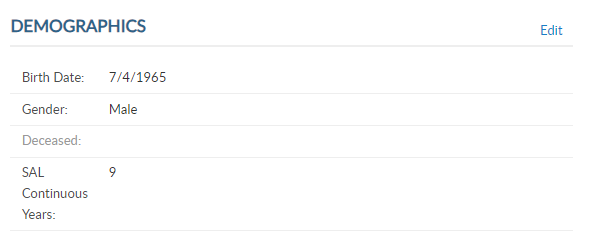 DEMOGRAPHICS
Edit
Birth Date: 7/4/1965
Gender: Male
Deceased:
SAL 9
Continuous
Years: